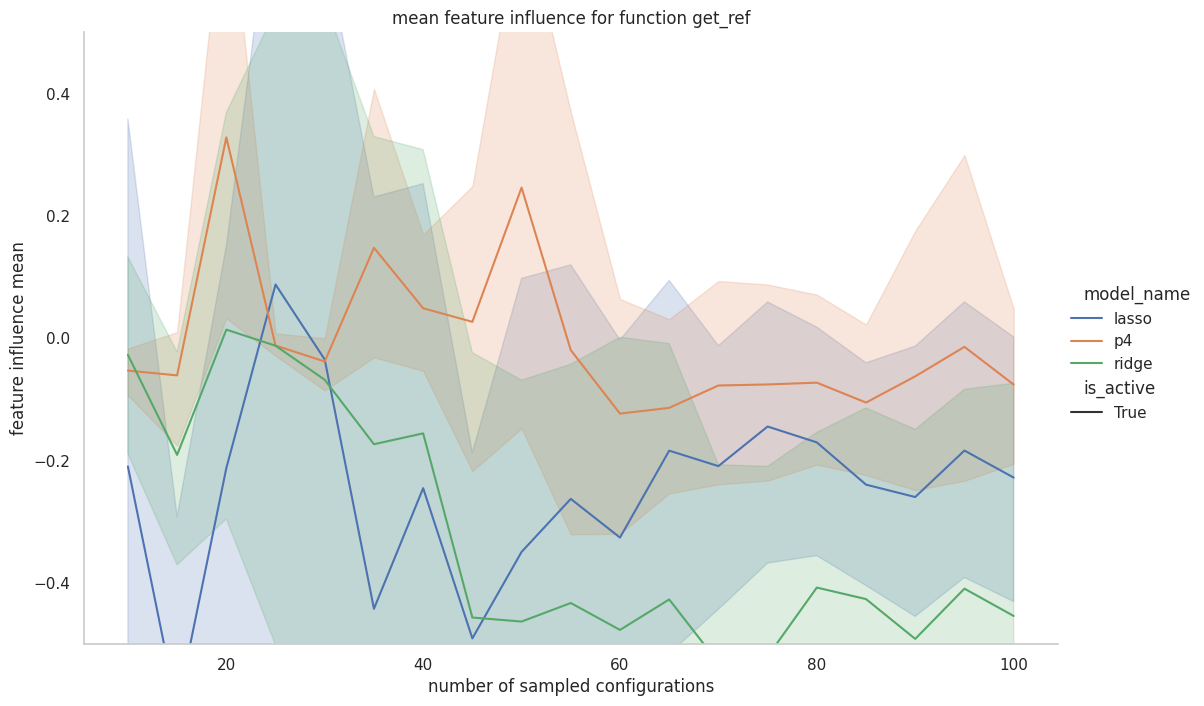 mean feature influence for function get_ref
feature influence mean
0.4
0.2
0.0
−0.2
−0.4
20
40
60
80
100
number of sampled configurations
model_name
lasso
p4
ridge
is_active
True